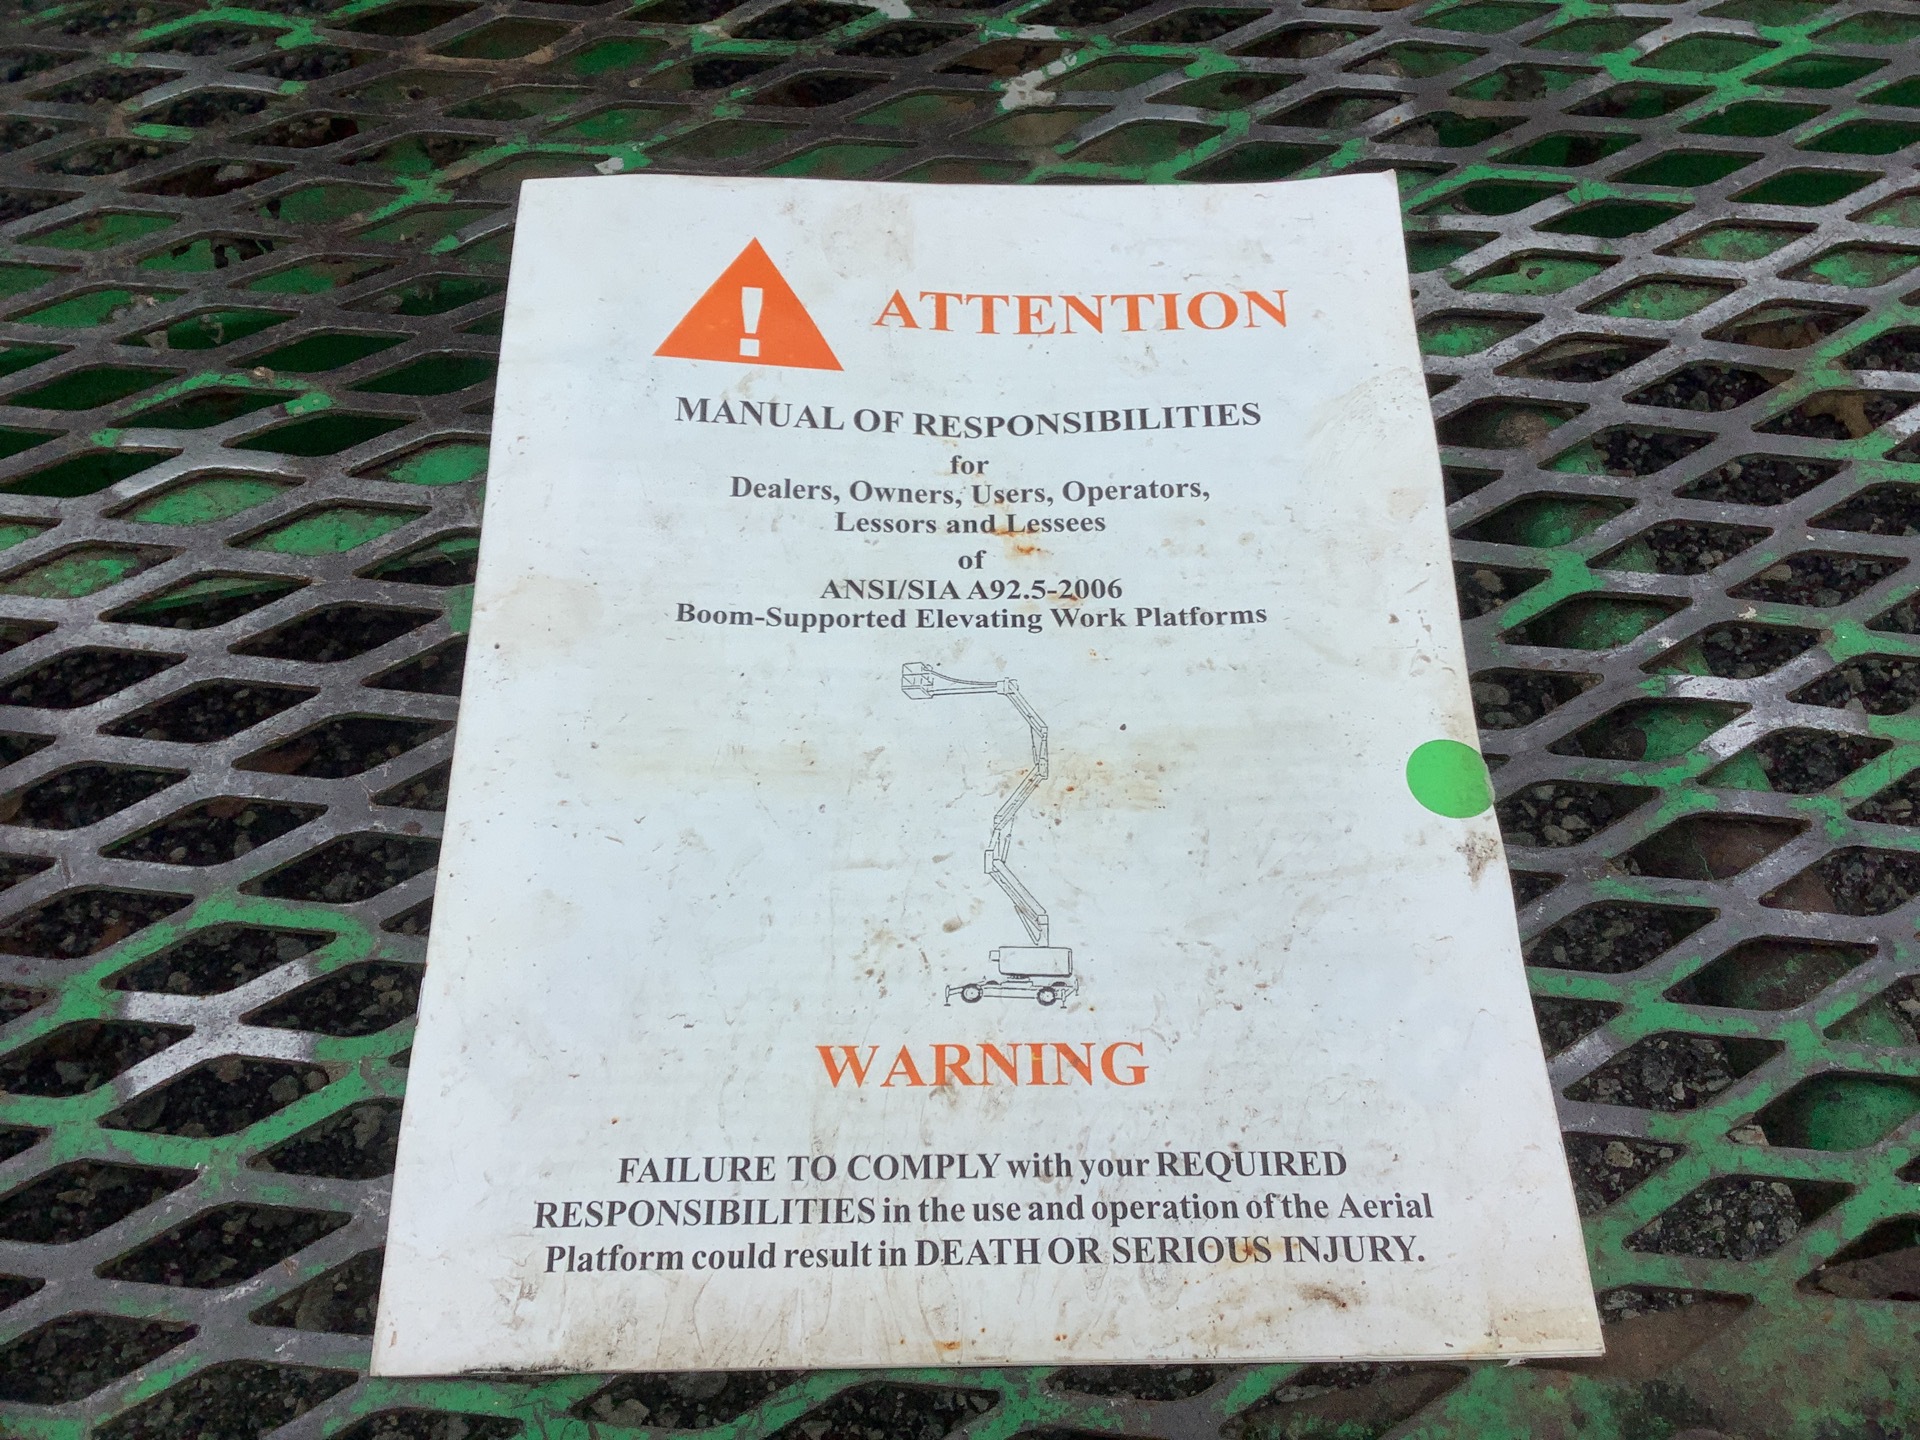 ! ATTENTION
MANUAL OF RESPONSIBILITIES
for
Dealers, Owners, Users, Operators,
Lessors and Lessees
of
ANSI/SIA A92.5-2006
Boom-Supported Elevating Work Platforms
WARNING
FAILURE TO COMPLY with your REQUIRED
RESPONSIBILITIES in the use and operation of the Aerial
Platform could result in DEATH OR SERIOUS INJURY.